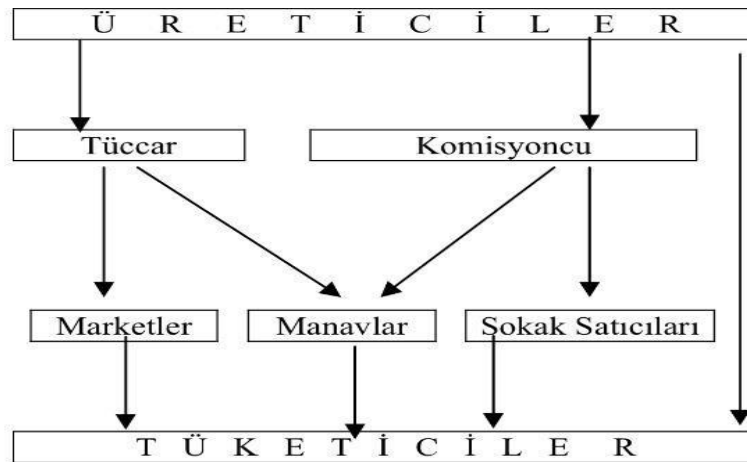 Ü R E T İ C İ L E R
Tüccar Komisyoncu
Marketler Manavlar Sokak Satıcıları
T Ü K E T İ C İ L E R